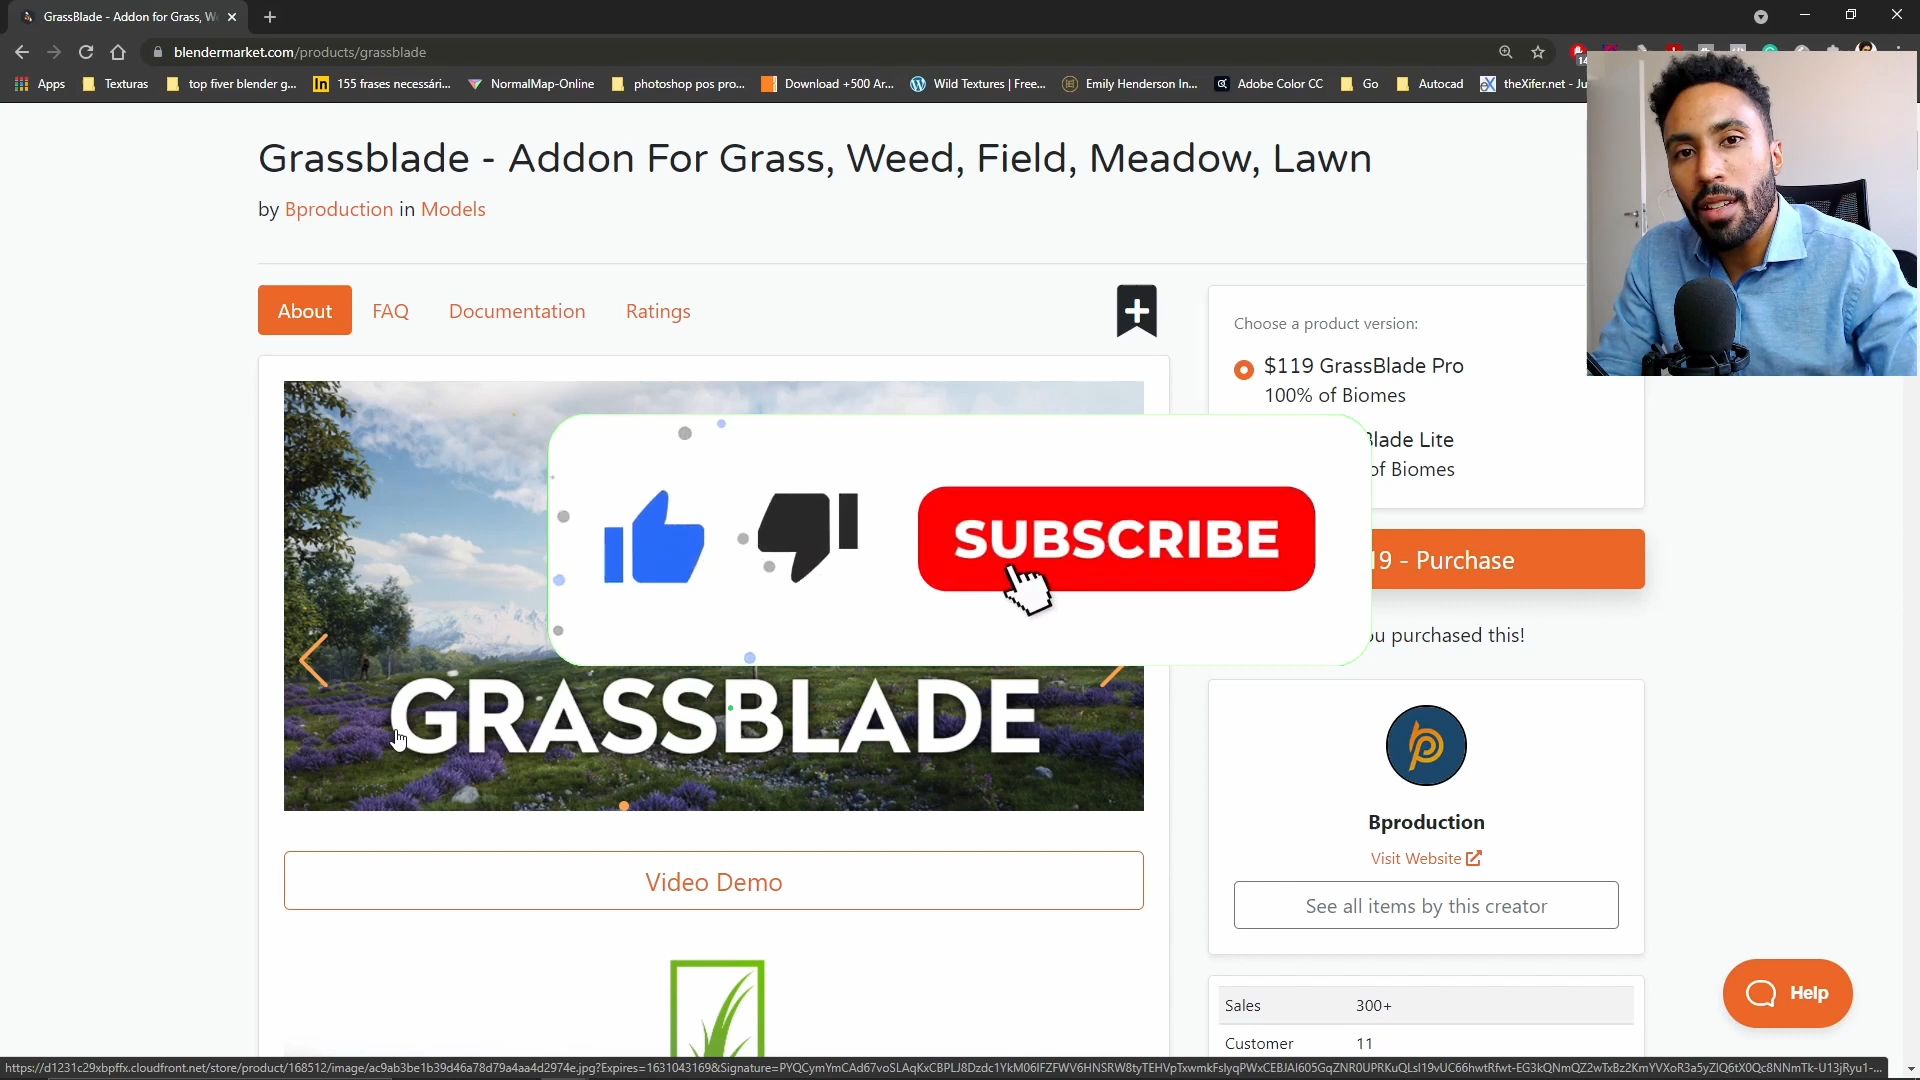 GrassBlade - Addon for Grass, W
blendermarket.com/products/grassblade
Apps
Texturas
top fiver blender g...
155 frases necessári...
NormalMap-Online
photoshop pos pro...
Download +500 Ar...
Wild Textures | Free...
Emily Henderson In...
Adobe Color CC
Go
Autocad
theXifer.net - Ju
Grassblade - Addon For Grass, Weed, Field, Meadow, Lawn
by Bproduction in Models
About
FAQ
Documentation
Ratings
Choose a product version:
$119 GrassBlade Pro
100% of Biomes
Blade Lite
of Biomes
SUBSCRIBE
19 - Purchase
ou purchased this!
GRASSBLADE
Bproduction
Visit Website
See all items by this creator
Video Demo
Sales 300+
Customer 11
Help